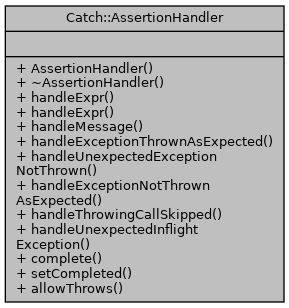 Catch::AssertionHandler
+ AssertionHandler()
+ ~AssertionHandler()
+ handleExpr()
+ handleExpr()
+ handleMessage()
+ handleExceptionThrownAsExpected()
+ handleUnexpectedException
NotThrown()
+ handleExceptionNotThrown
AsExpected()
+ handleThrowingCallSkipped()
+ handleUnexpectedInflight
Exception()
+ complete()
+ setCompleted()
+ allowThrows()